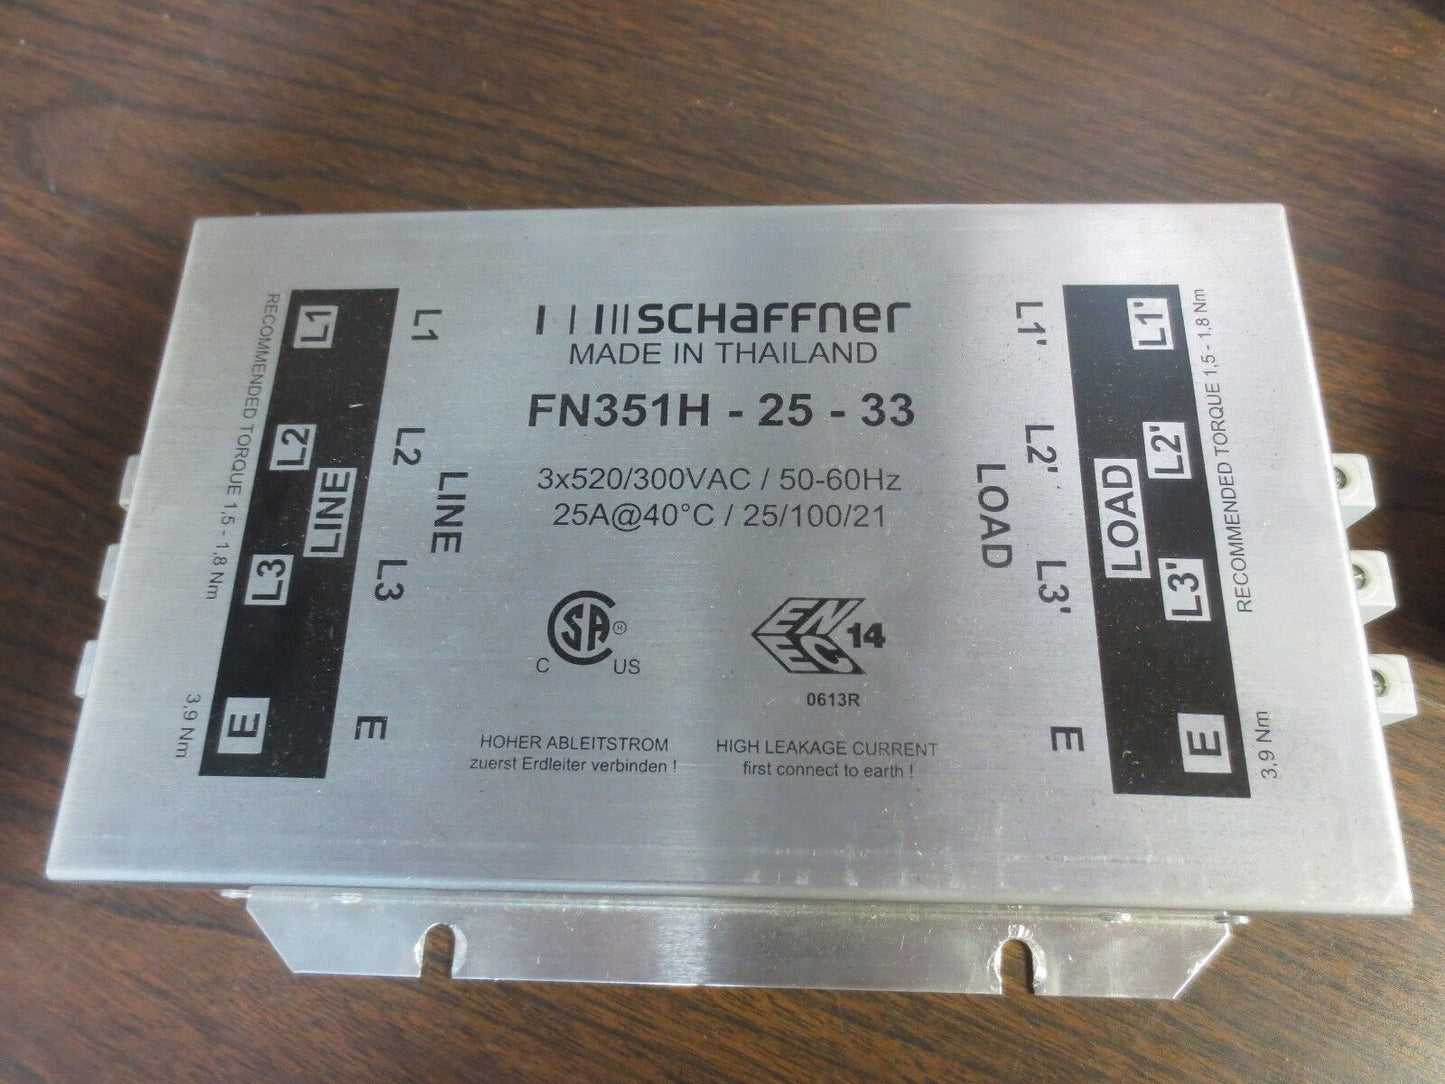 SCHAFFNER
MADE IN THAILAND
FN351H - 25 - 33
3x520/300VAC / 50-60Hz
25A@40°C / 25/100/21
SA ®
C US
ENEC 14
0613R
HOHER ABLEITSTROM
zuerst Erdleiter verbinden !
HIGH LEAKAGE CURRENT
first connect to earth !
RECOMMENDED TORQUE 1,5 - 1,8 Nm
3,9 Nm
L1
L2
L3
LINE
E
L1
L2
L3
LINE
E
L1'
L2'
L3'
LOAD
E
L1'
L2'
L3'
LOAD
E
RECOMMENDED TORQUE 1,5 - 1,8 Nm
3,9 Nm